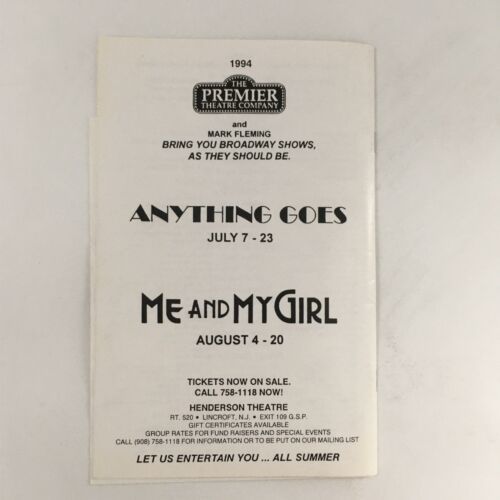 1994
THE
PREMIER
THEATRE COMPANY
and
MARK FLEMING
BRING YOU BROADWAY SHOWS,
AS THEY SHOULD BE.
ANYTHING GOES
JULY 7 - 23
ME AND MY GIRL
AUGUST 4 - 20
TICKETS NOW ON SALE.
CALL 758-1118 NOW!
HENDERSON THEATRE
RT. 520 • LINCROFT, N.J. • EXIT 109 G.S.P.
GIFT CERTIFICATES AVAILABLE
GROUP RATES FOR FUND RAISERS AND SPECIAL EVENTS
CALL (908) 758-1118 FOR INFORMATION OR TO BE PUT ON OUR MAILING LIST
LET US ENTERTAIN YOU ... ALL SUMMER